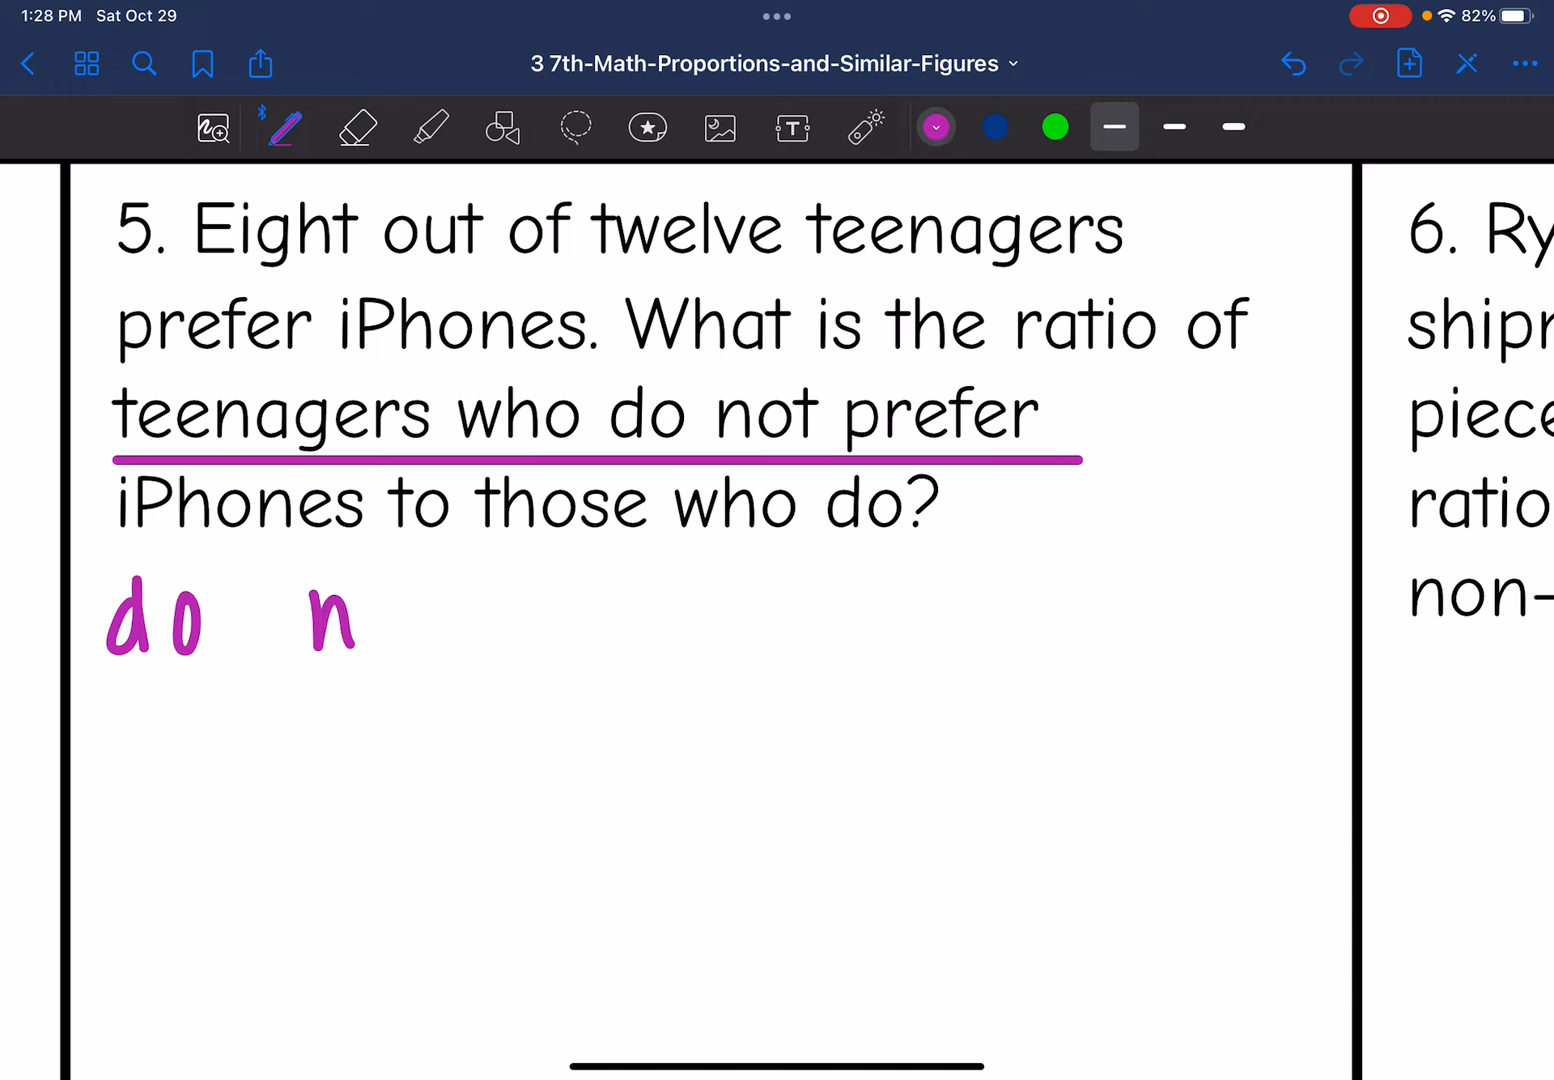 1:28 PM Sat Oct 29
82%
3 7th-Math-Proportions-and-Similar-Figures
T
5. Eight out of twelve teenagers
prefer iPhones. What is the ratio of
teenagers who do not prefer
iPhones to those who do?
do n
6. Ry
shipr
piece
ratio
non-